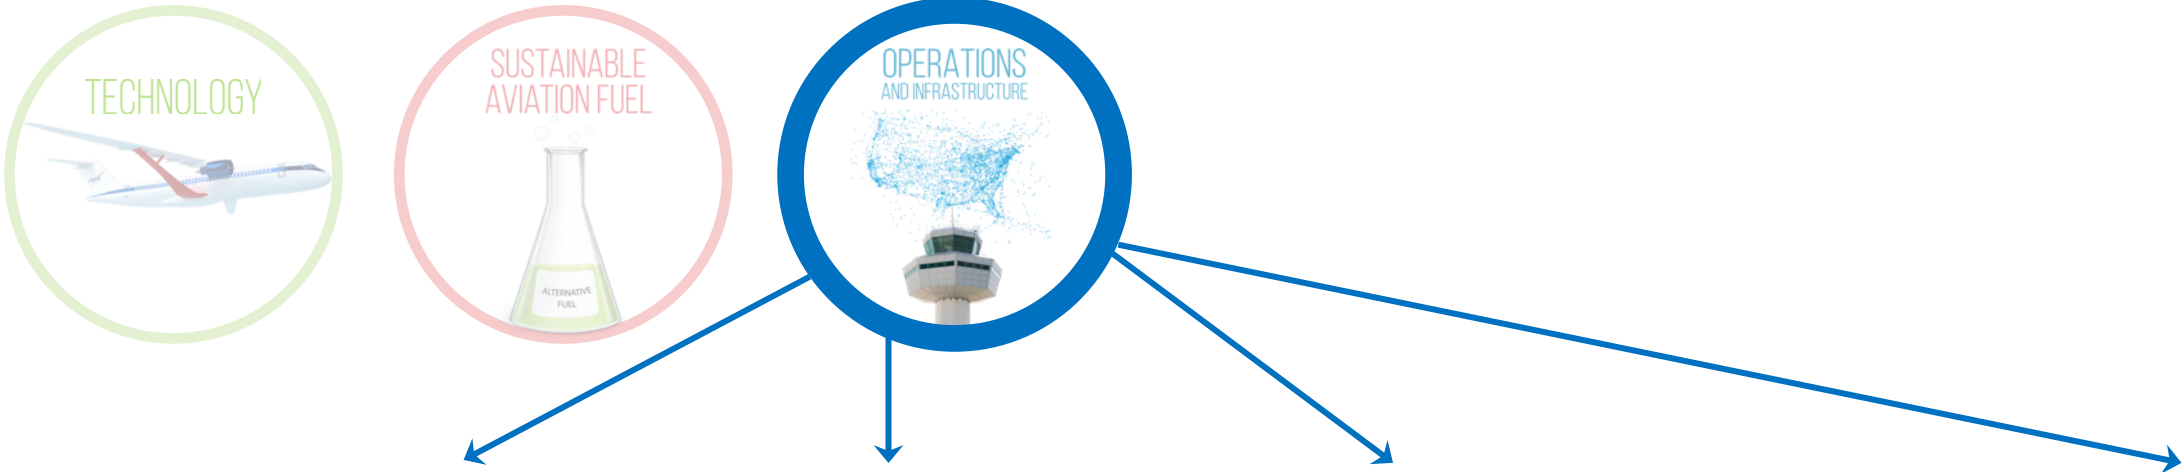 TECHNOLOGY
SUSTAINABLE
AVIATION FUEL
ALTERNATIVE
FUEL
OPERATIONS
AND INFRASTRUCTURE